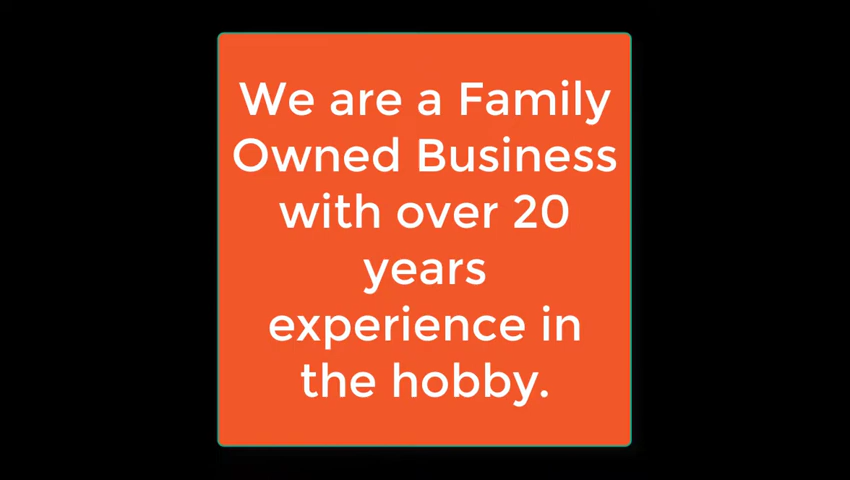 We are a Family
Owned Business
with over 20
years
experience in
the hobby.